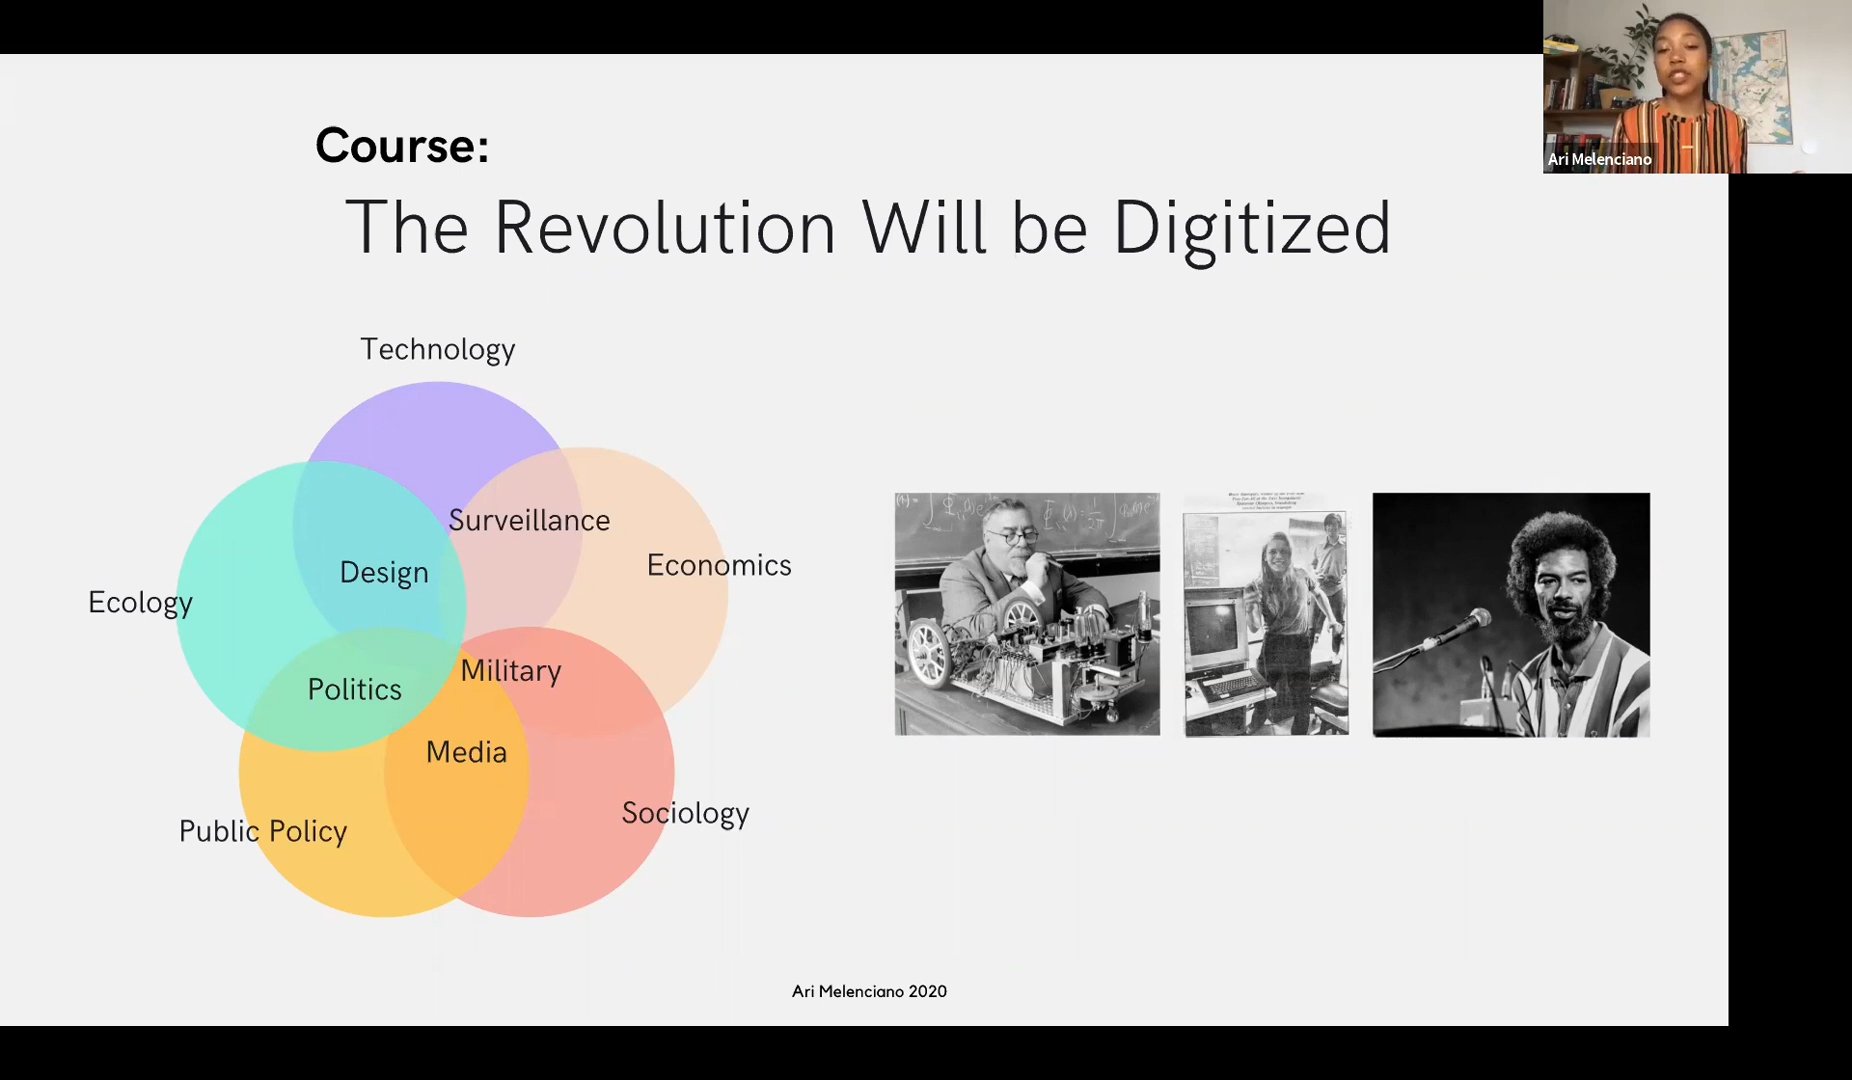 Ari Melenciano
Course:
The Revolution Will be Digitized
Technology
Surveillance
Economics
Design
Ecology
Military
Politics
Media
Sociology
Public Policy
Ari Melenciano 2020